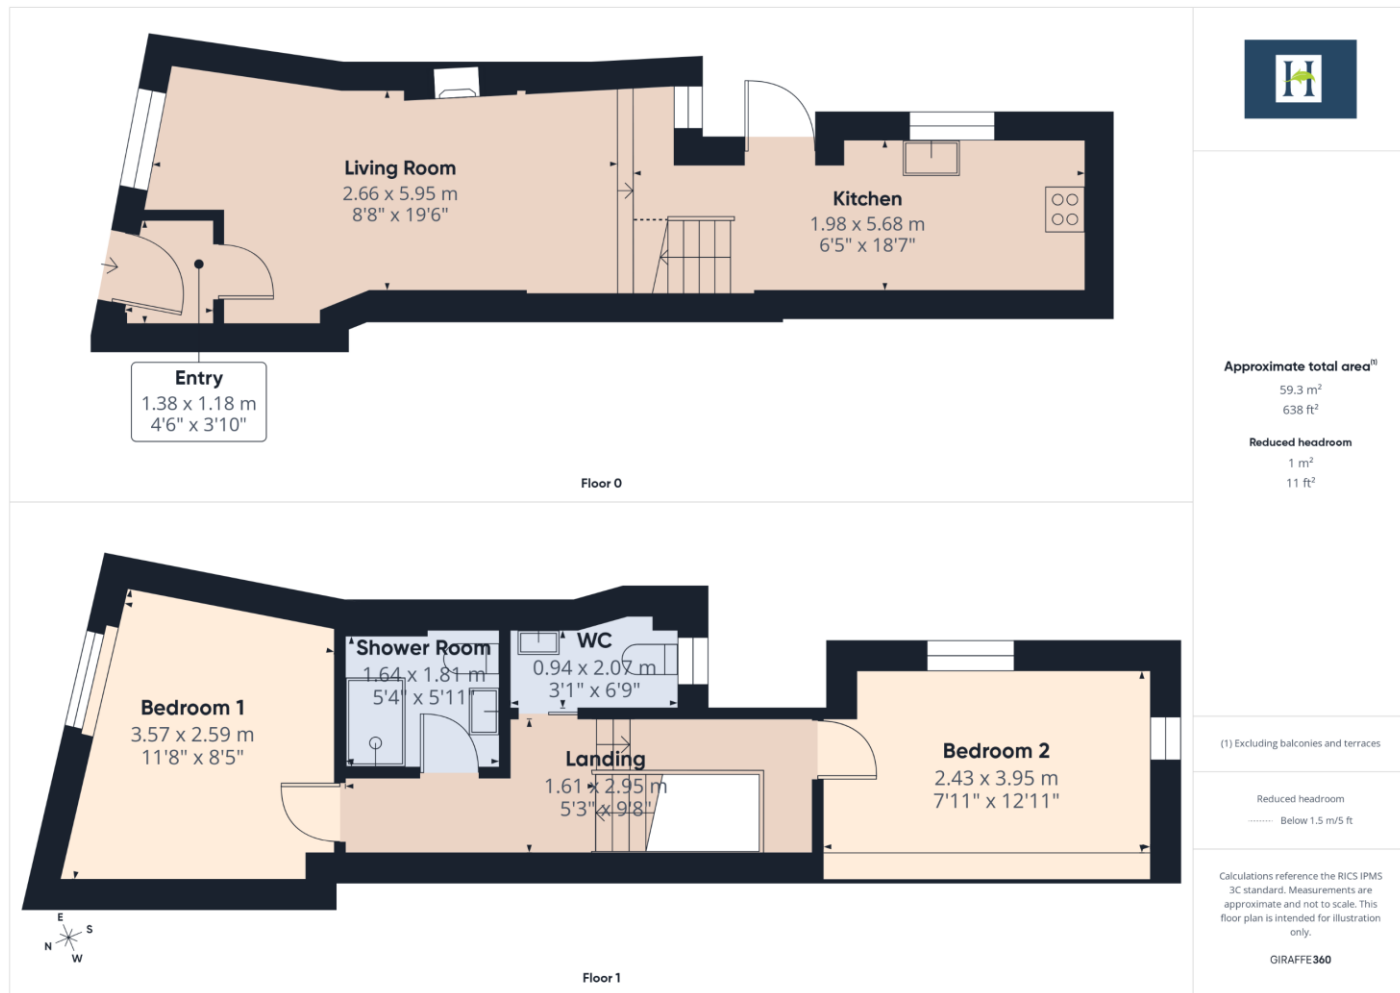 Living Room
2.66 x 5.95 m
8'8" x 19'6"
Kitchen
1.98 x 5.68 m
6'5" x 18'7"
Entry
1.38 x 1.18 m
4'6" x 3'10"
Floor 0
Shower Room
1.64 x 1.81 m
5'4" x 5'11"
WC
0.94 x 2.07 m
3'1" x 6'9"
Bedroom 1
3.57 x 2.59 m
11'8" x 8'5"
Landing
1.61 x 2.95 m
5'3" x 9'8"
Bedroom 2
2.43 x 3.95 m
7'11" x 12'11"
E
S
N
W
Floor 1
H
Approximate total area(1)
59.3 m²
638 ft²
Reduced headroom
1 m²
11 ft²
(1) Excluding balconies and terraces
Reduced headroom
Below 1.5 m/5 ft
Calculations reference the RICS IPMS
3C standard. Measurements are
approximate and not to scale. This
floor plan is intended for illustration
only.
GIRAFFE360